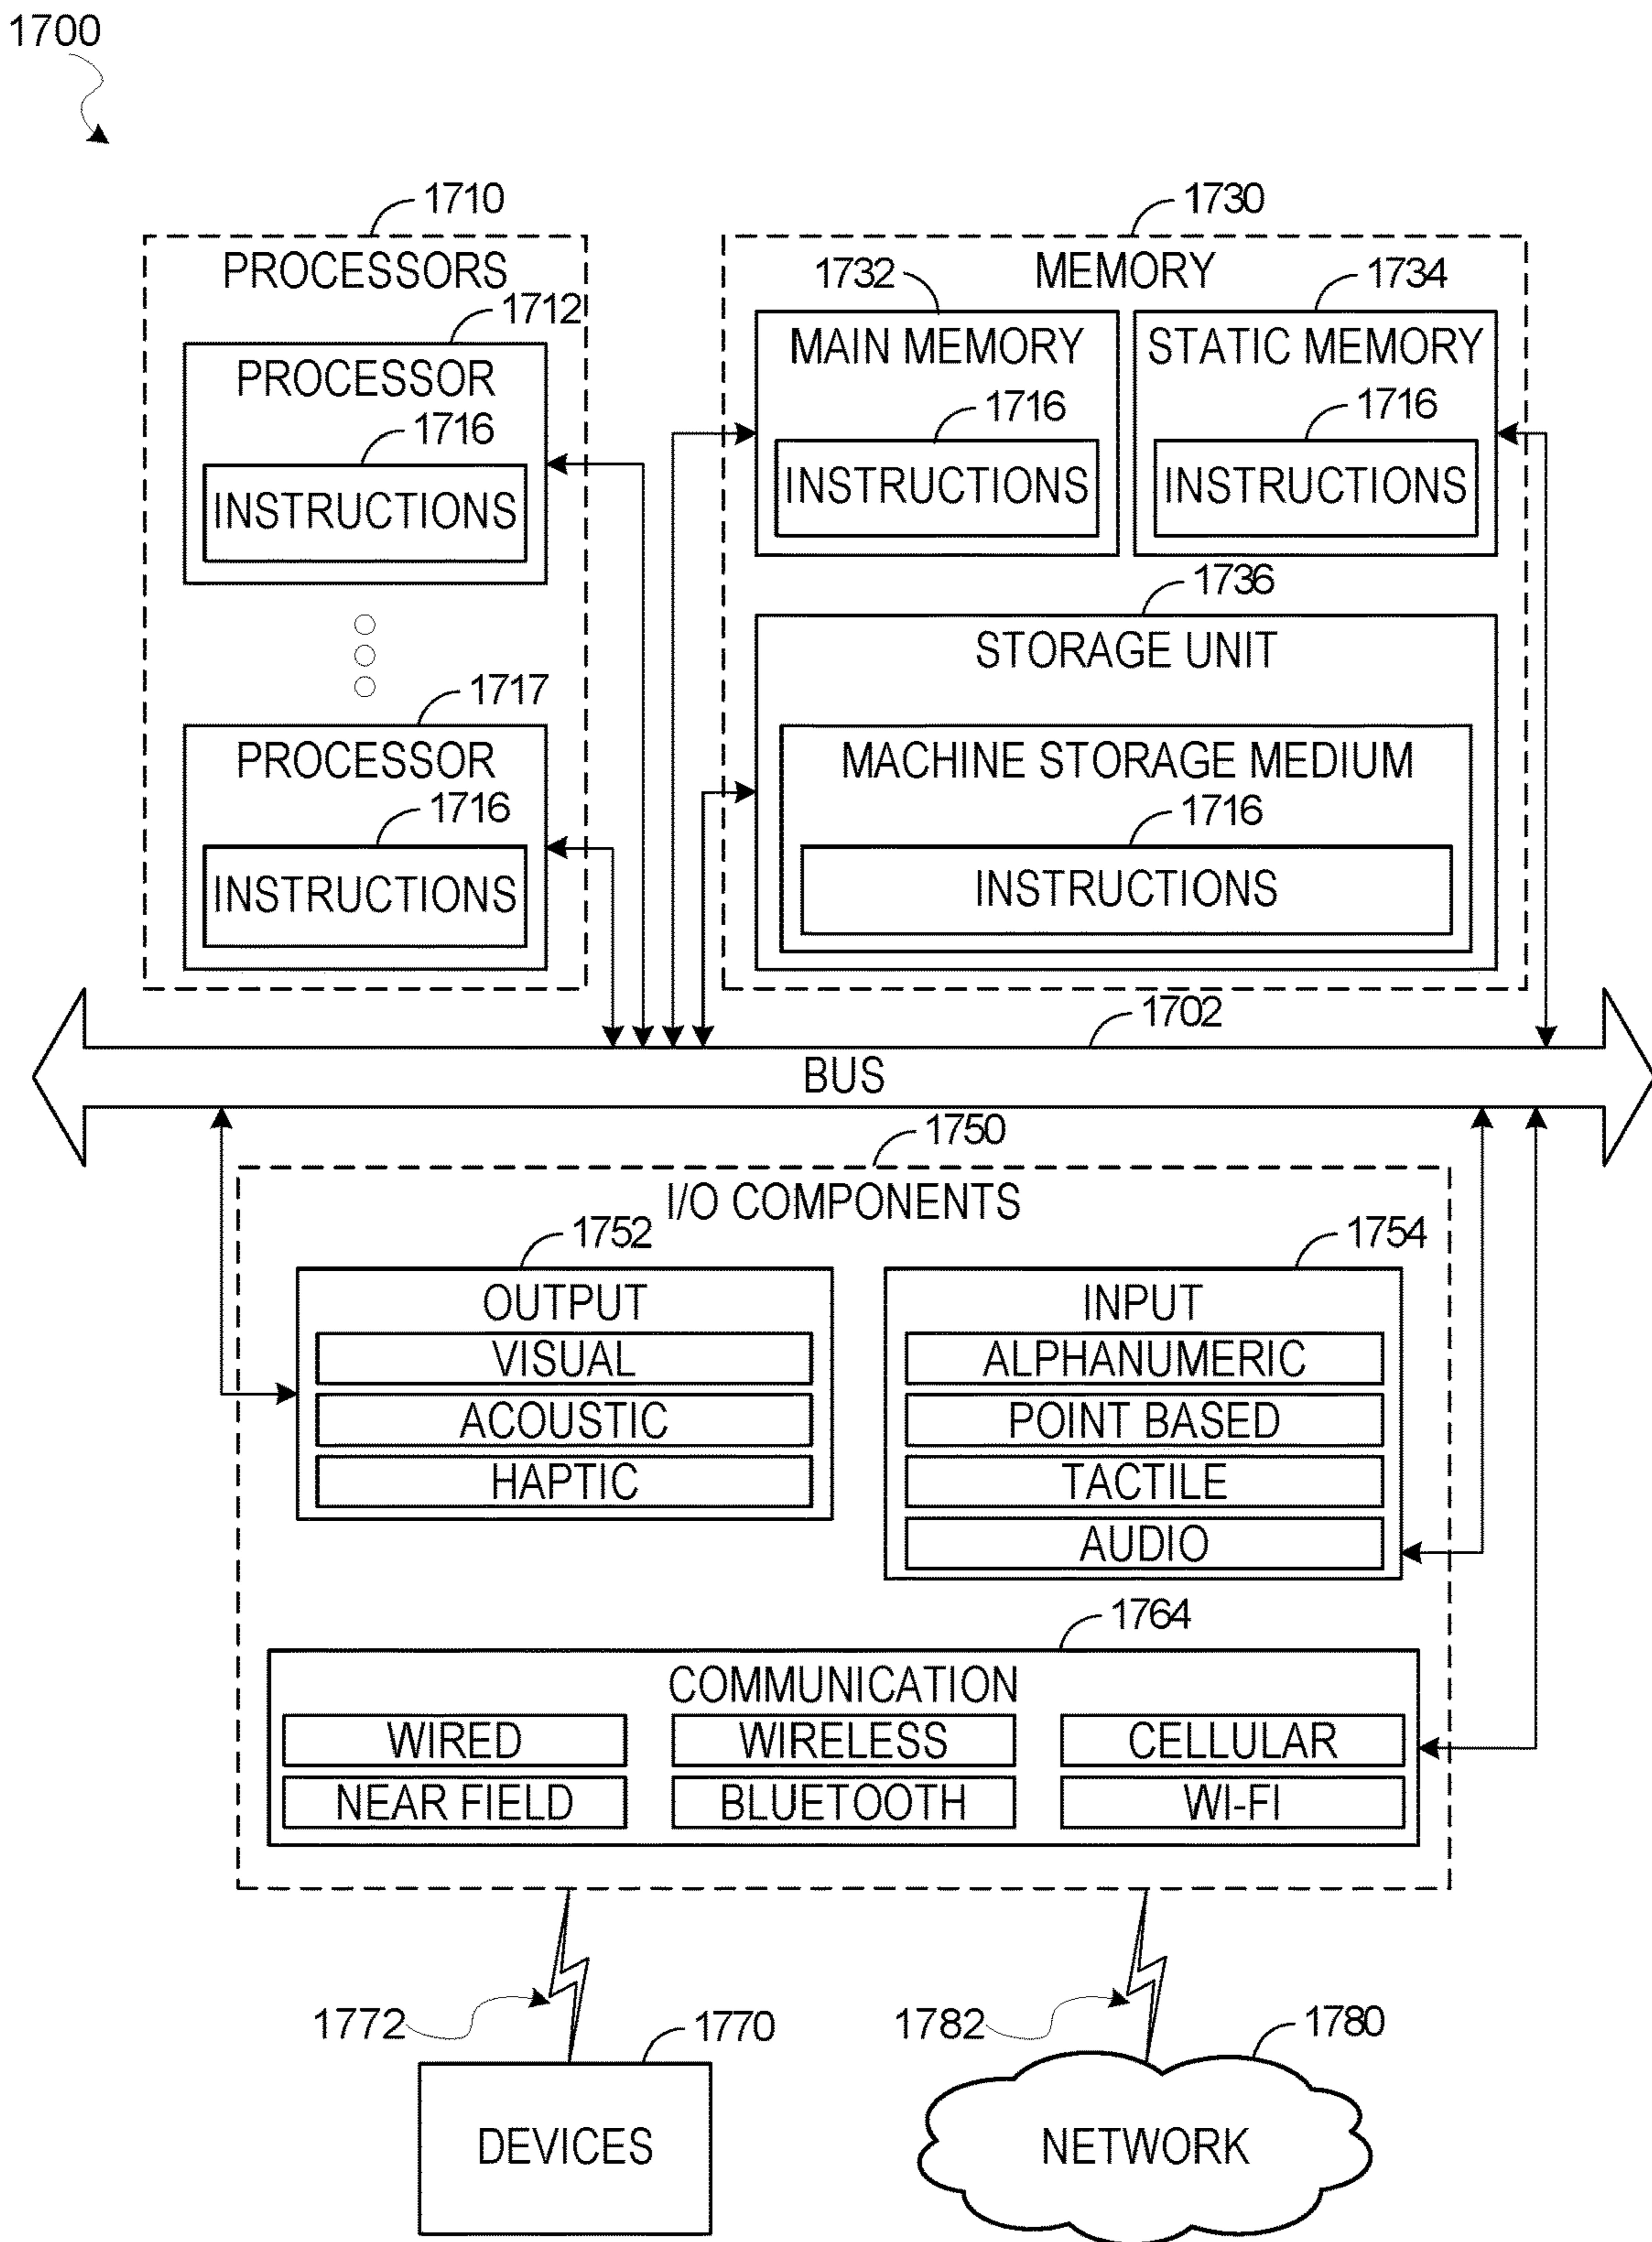 1700
1710
PROCESSORS
1712
PROCESSOR
1716
INSTRUCTIONS
1717
PROCESSOR
1716
INSTRUCTIONS
1730
MEMORY
1732
MAIN MEMORY
1716
INSTRUCTIONS
1734
STATIC MEMORY
1716
INSTRUCTIONS
1736
STORAGE UNIT
MACHINE STORAGE MEDIUM
1716
INSTRUCTIONS
1702
BUS
1750
I/O COMPONENTS
1752
OUTPUT
VISUAL
ACOUSTIC
HAPTIC
1754
INPUT
ALPHANUMERIC
POINT BASED
TACTILE
AUDIO
1764
COMMUNICATION
WIRED
WIRELESS
CELLULAR
NEAR FIELD
BLUETOOTH
WI-FI
1772
1770
DEVICES
1782
1780
NETWORK